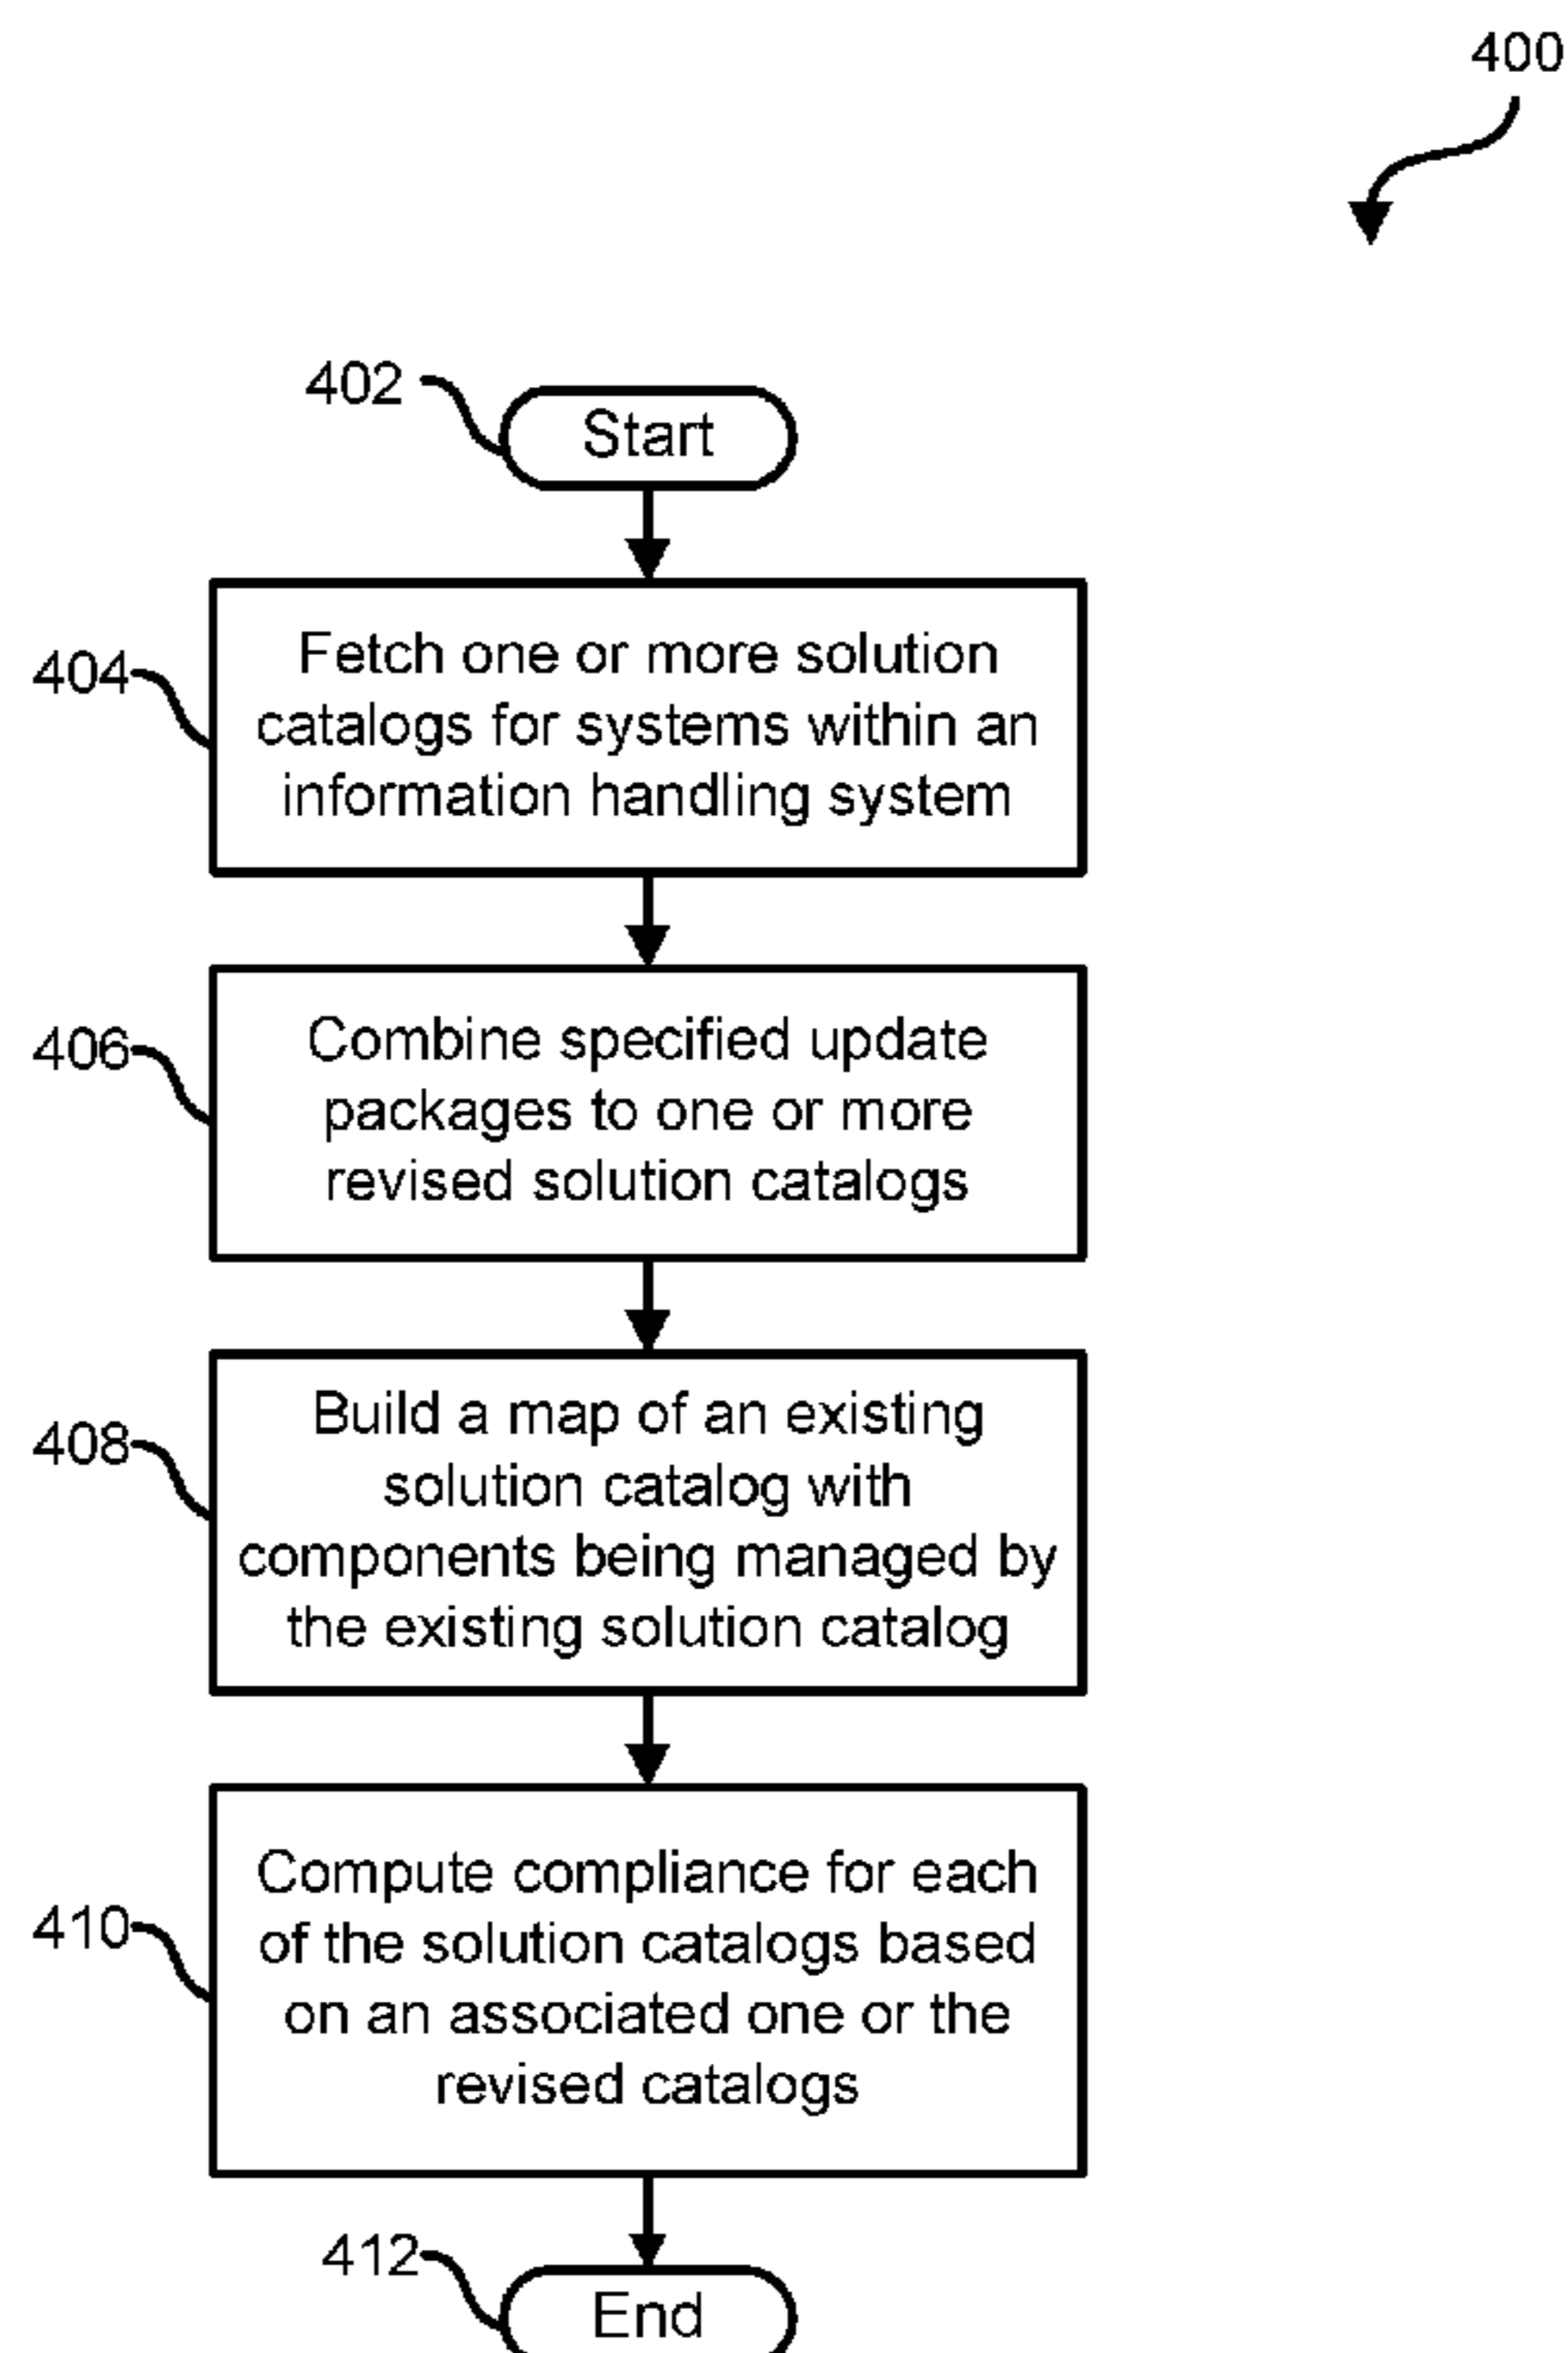 400
402
Start
404
Fetch one or more solution
catalogs for systems within an
information handling system
406
Combine specified update
packages to one or more
revised solution catalogs
408
Build a map of an existing
solution catalog with
components being managed by
the existing solution catalog
410
Compute compliance for each
of the solution catalogs based
on an associated one or the
revised catalogs
412
End